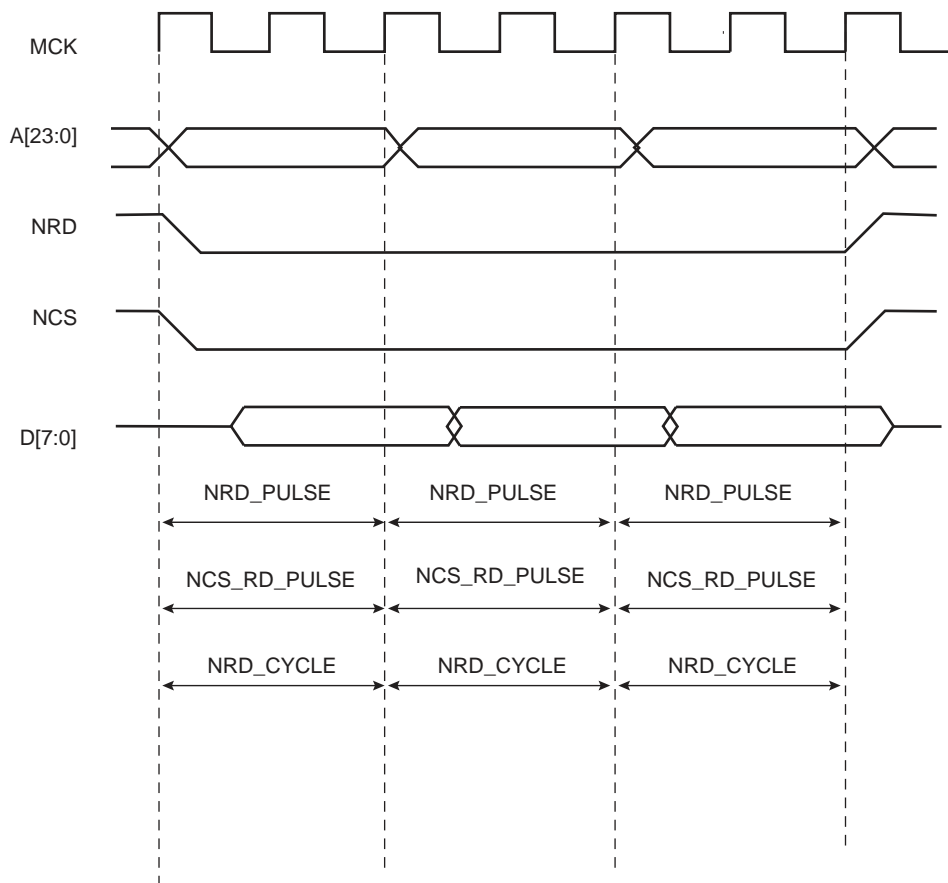 MCK
A[23:0]
NRD
NCS
D[7:0]
NRD_PULSE NRD_PULSE NRD_PULSE
NCS_RD_PULSE NCS_RD_PULSE NCS_RD_PULSE
NRD_CYCLE NRD_CYCLE NRD_CYCLE